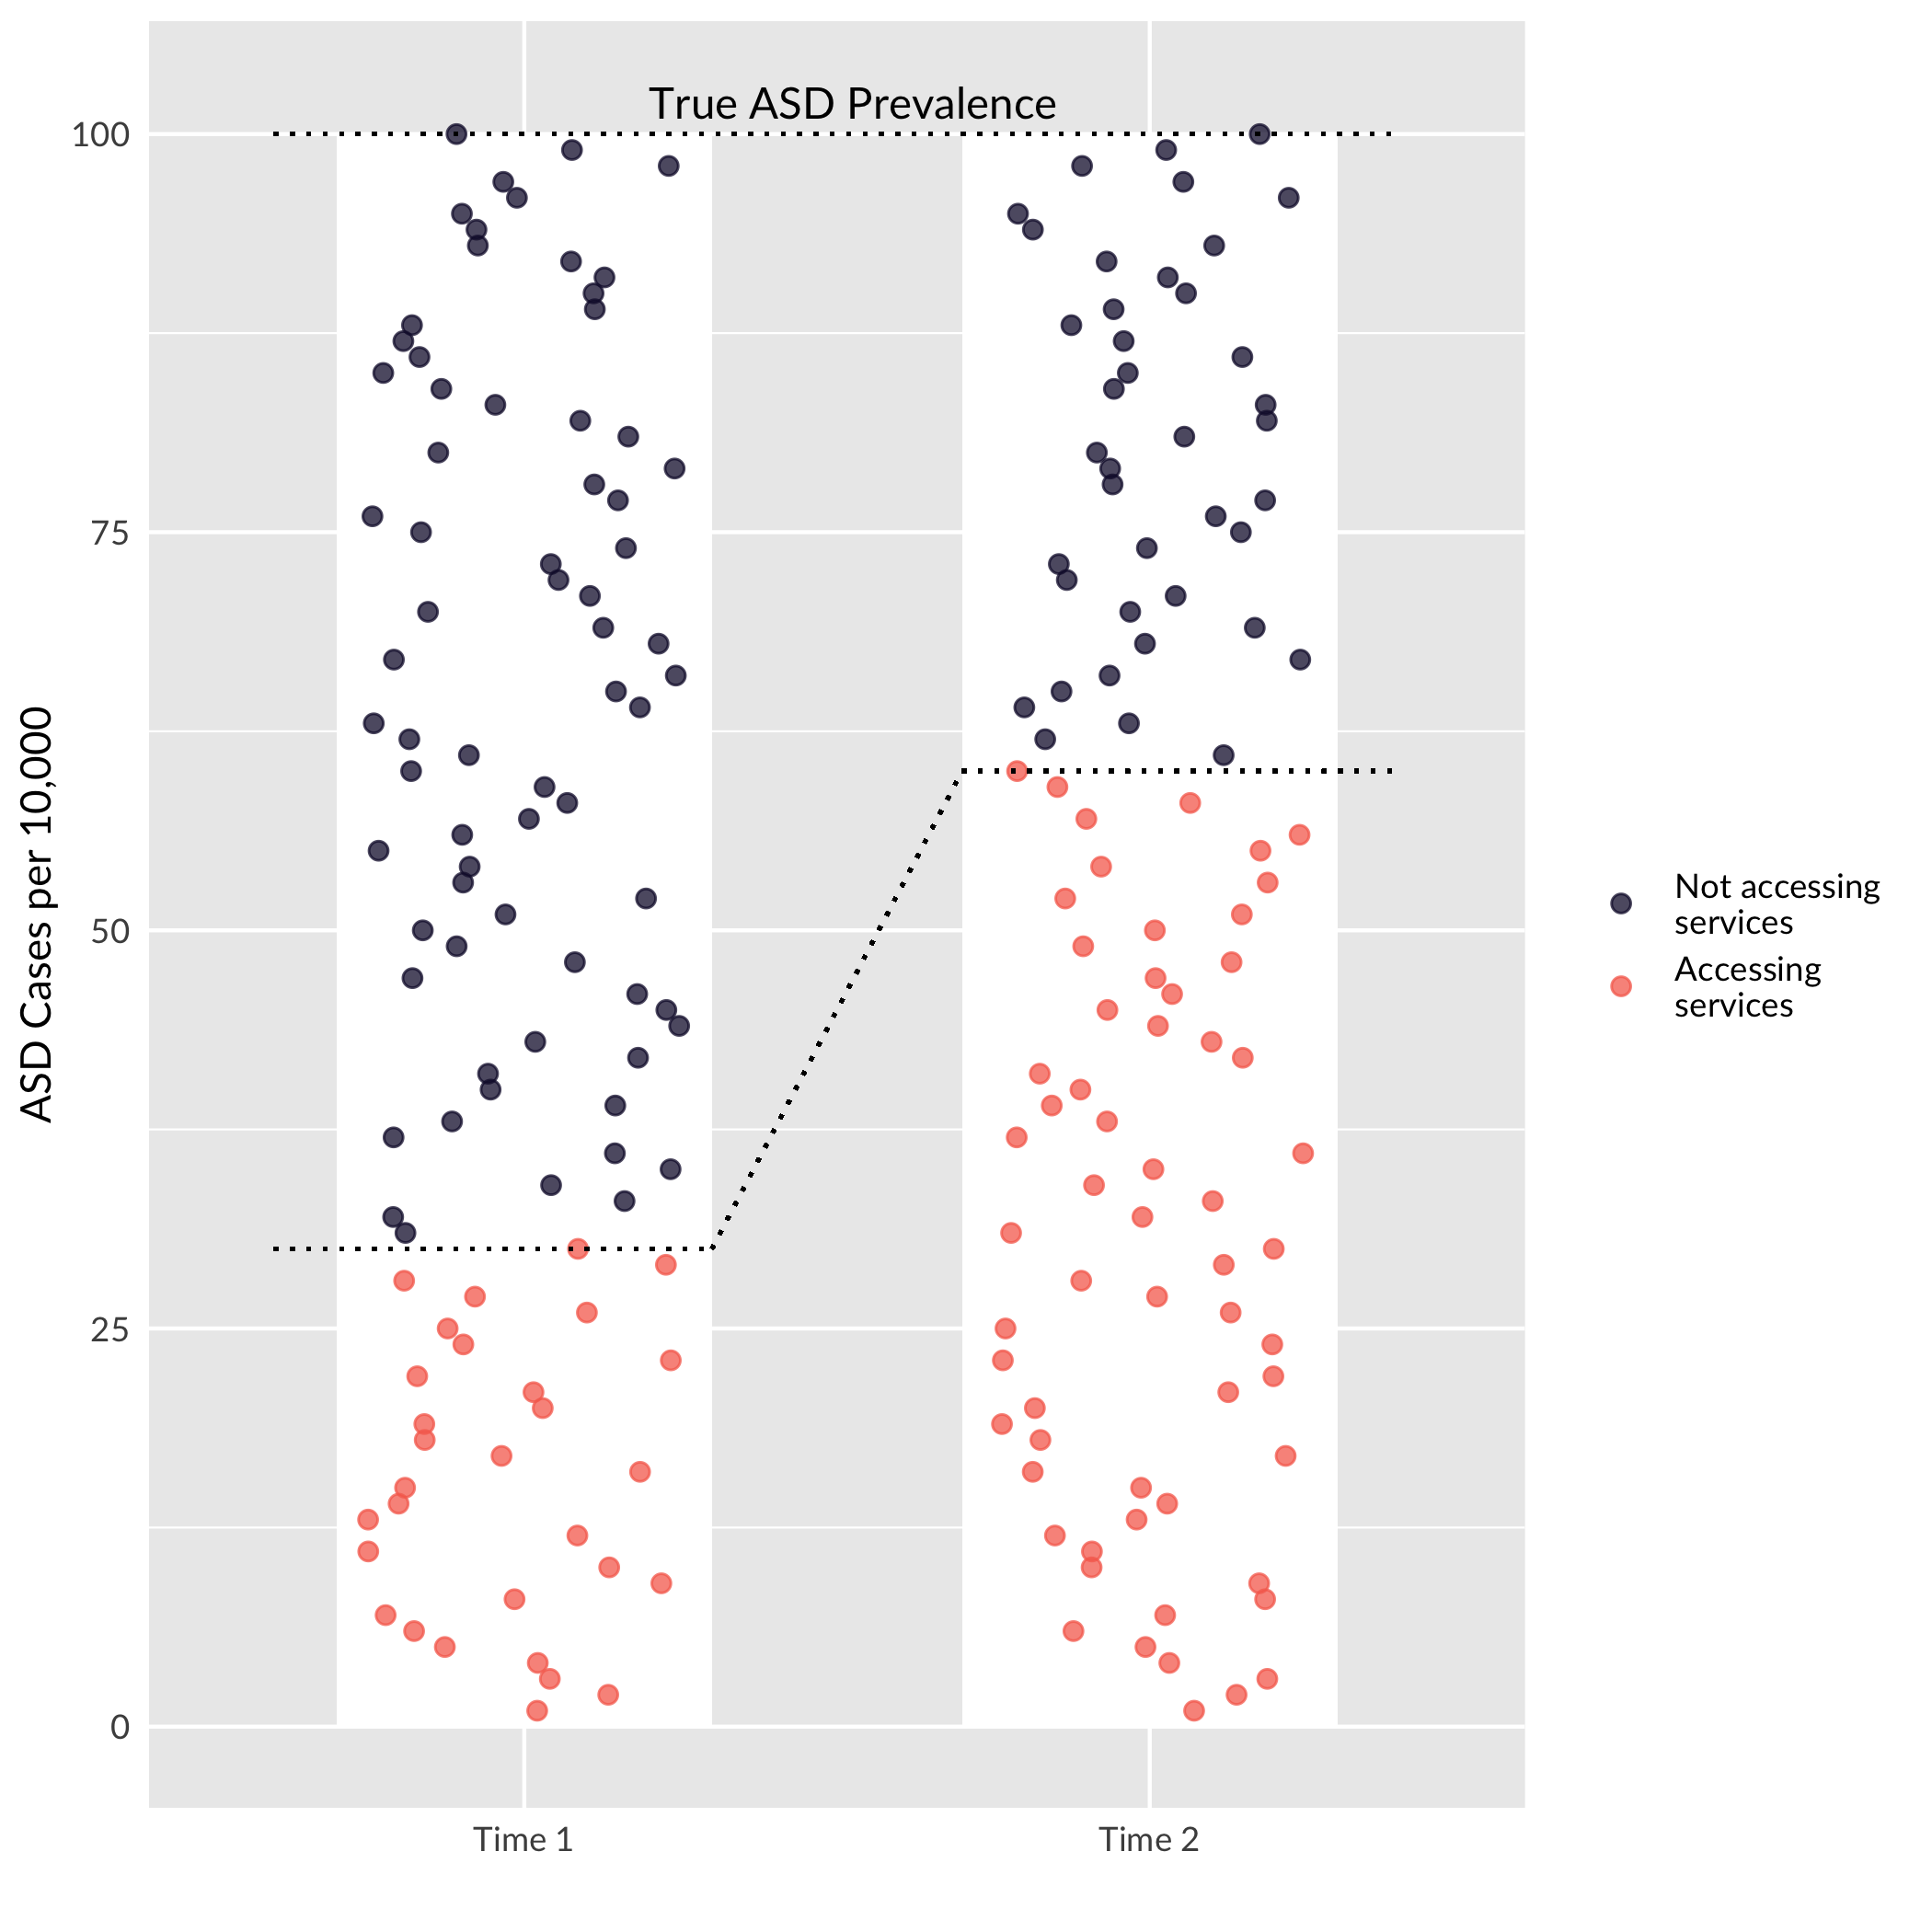 True ASD Prevalence
100
75
50
25
0
ASD Cases per 10,000
Time 1
Time 2
Not accessing
services
Accessing
services